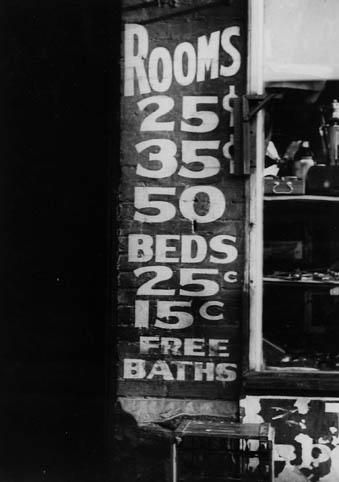 ROOMS
25¢
35¢
50
BEDS
25c
15c
FREE
BATHS